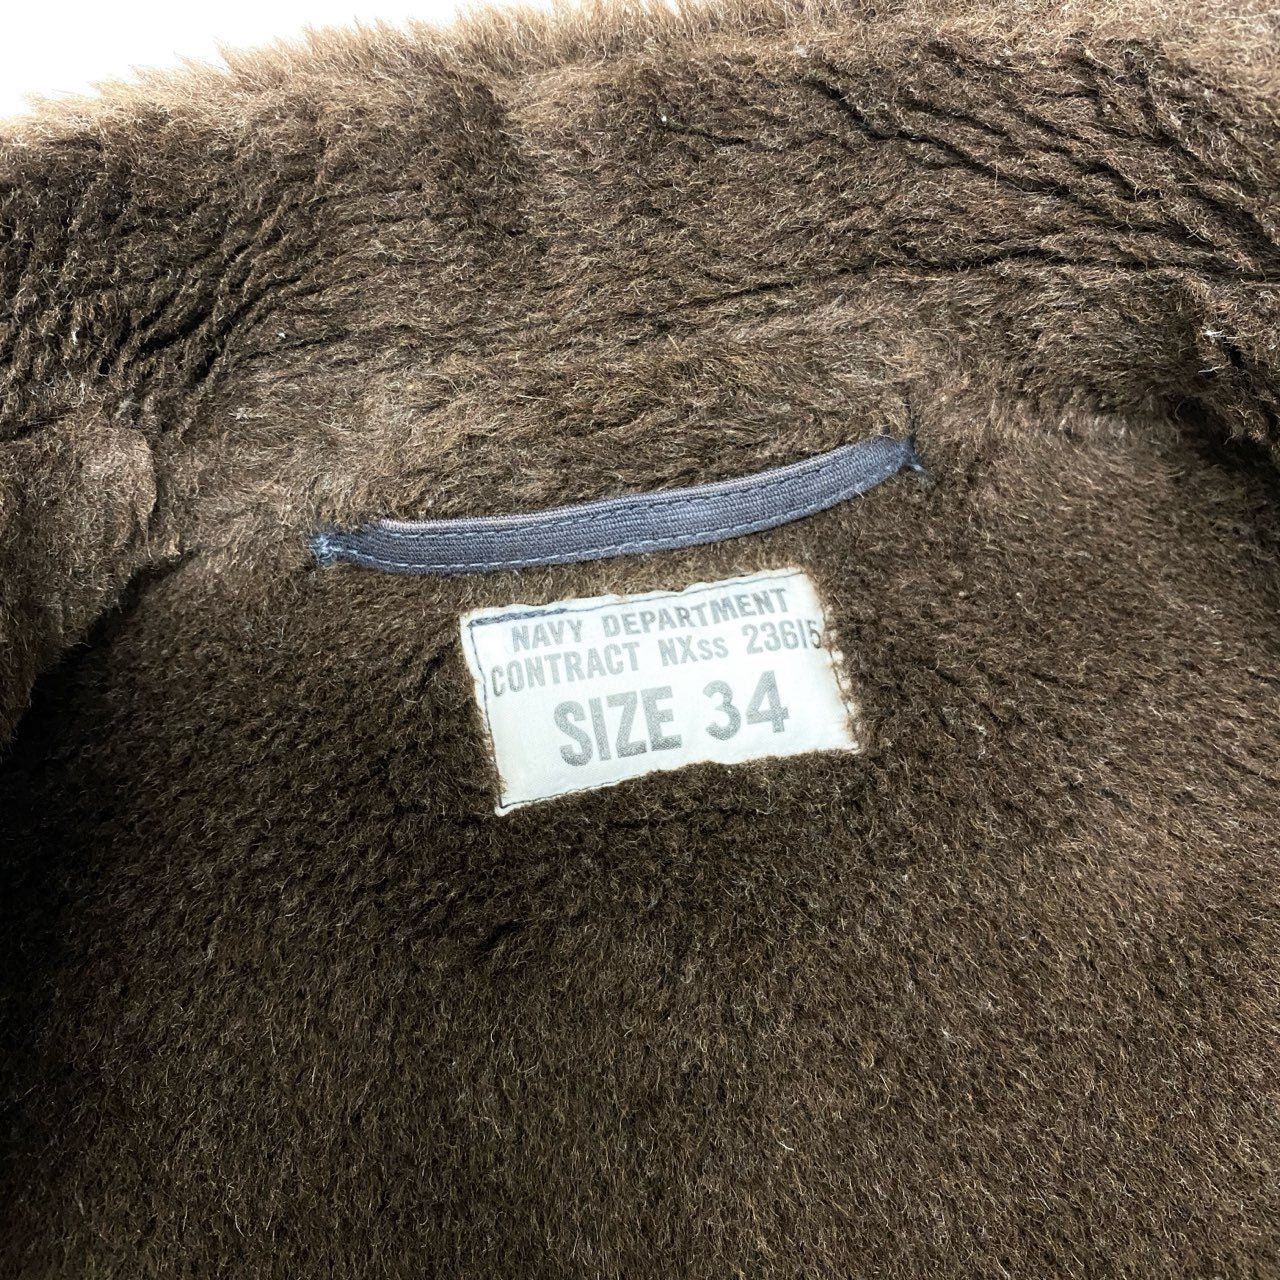 NAVY DEPARTMENT
CONTRACT NXss 23615
SIZE 34